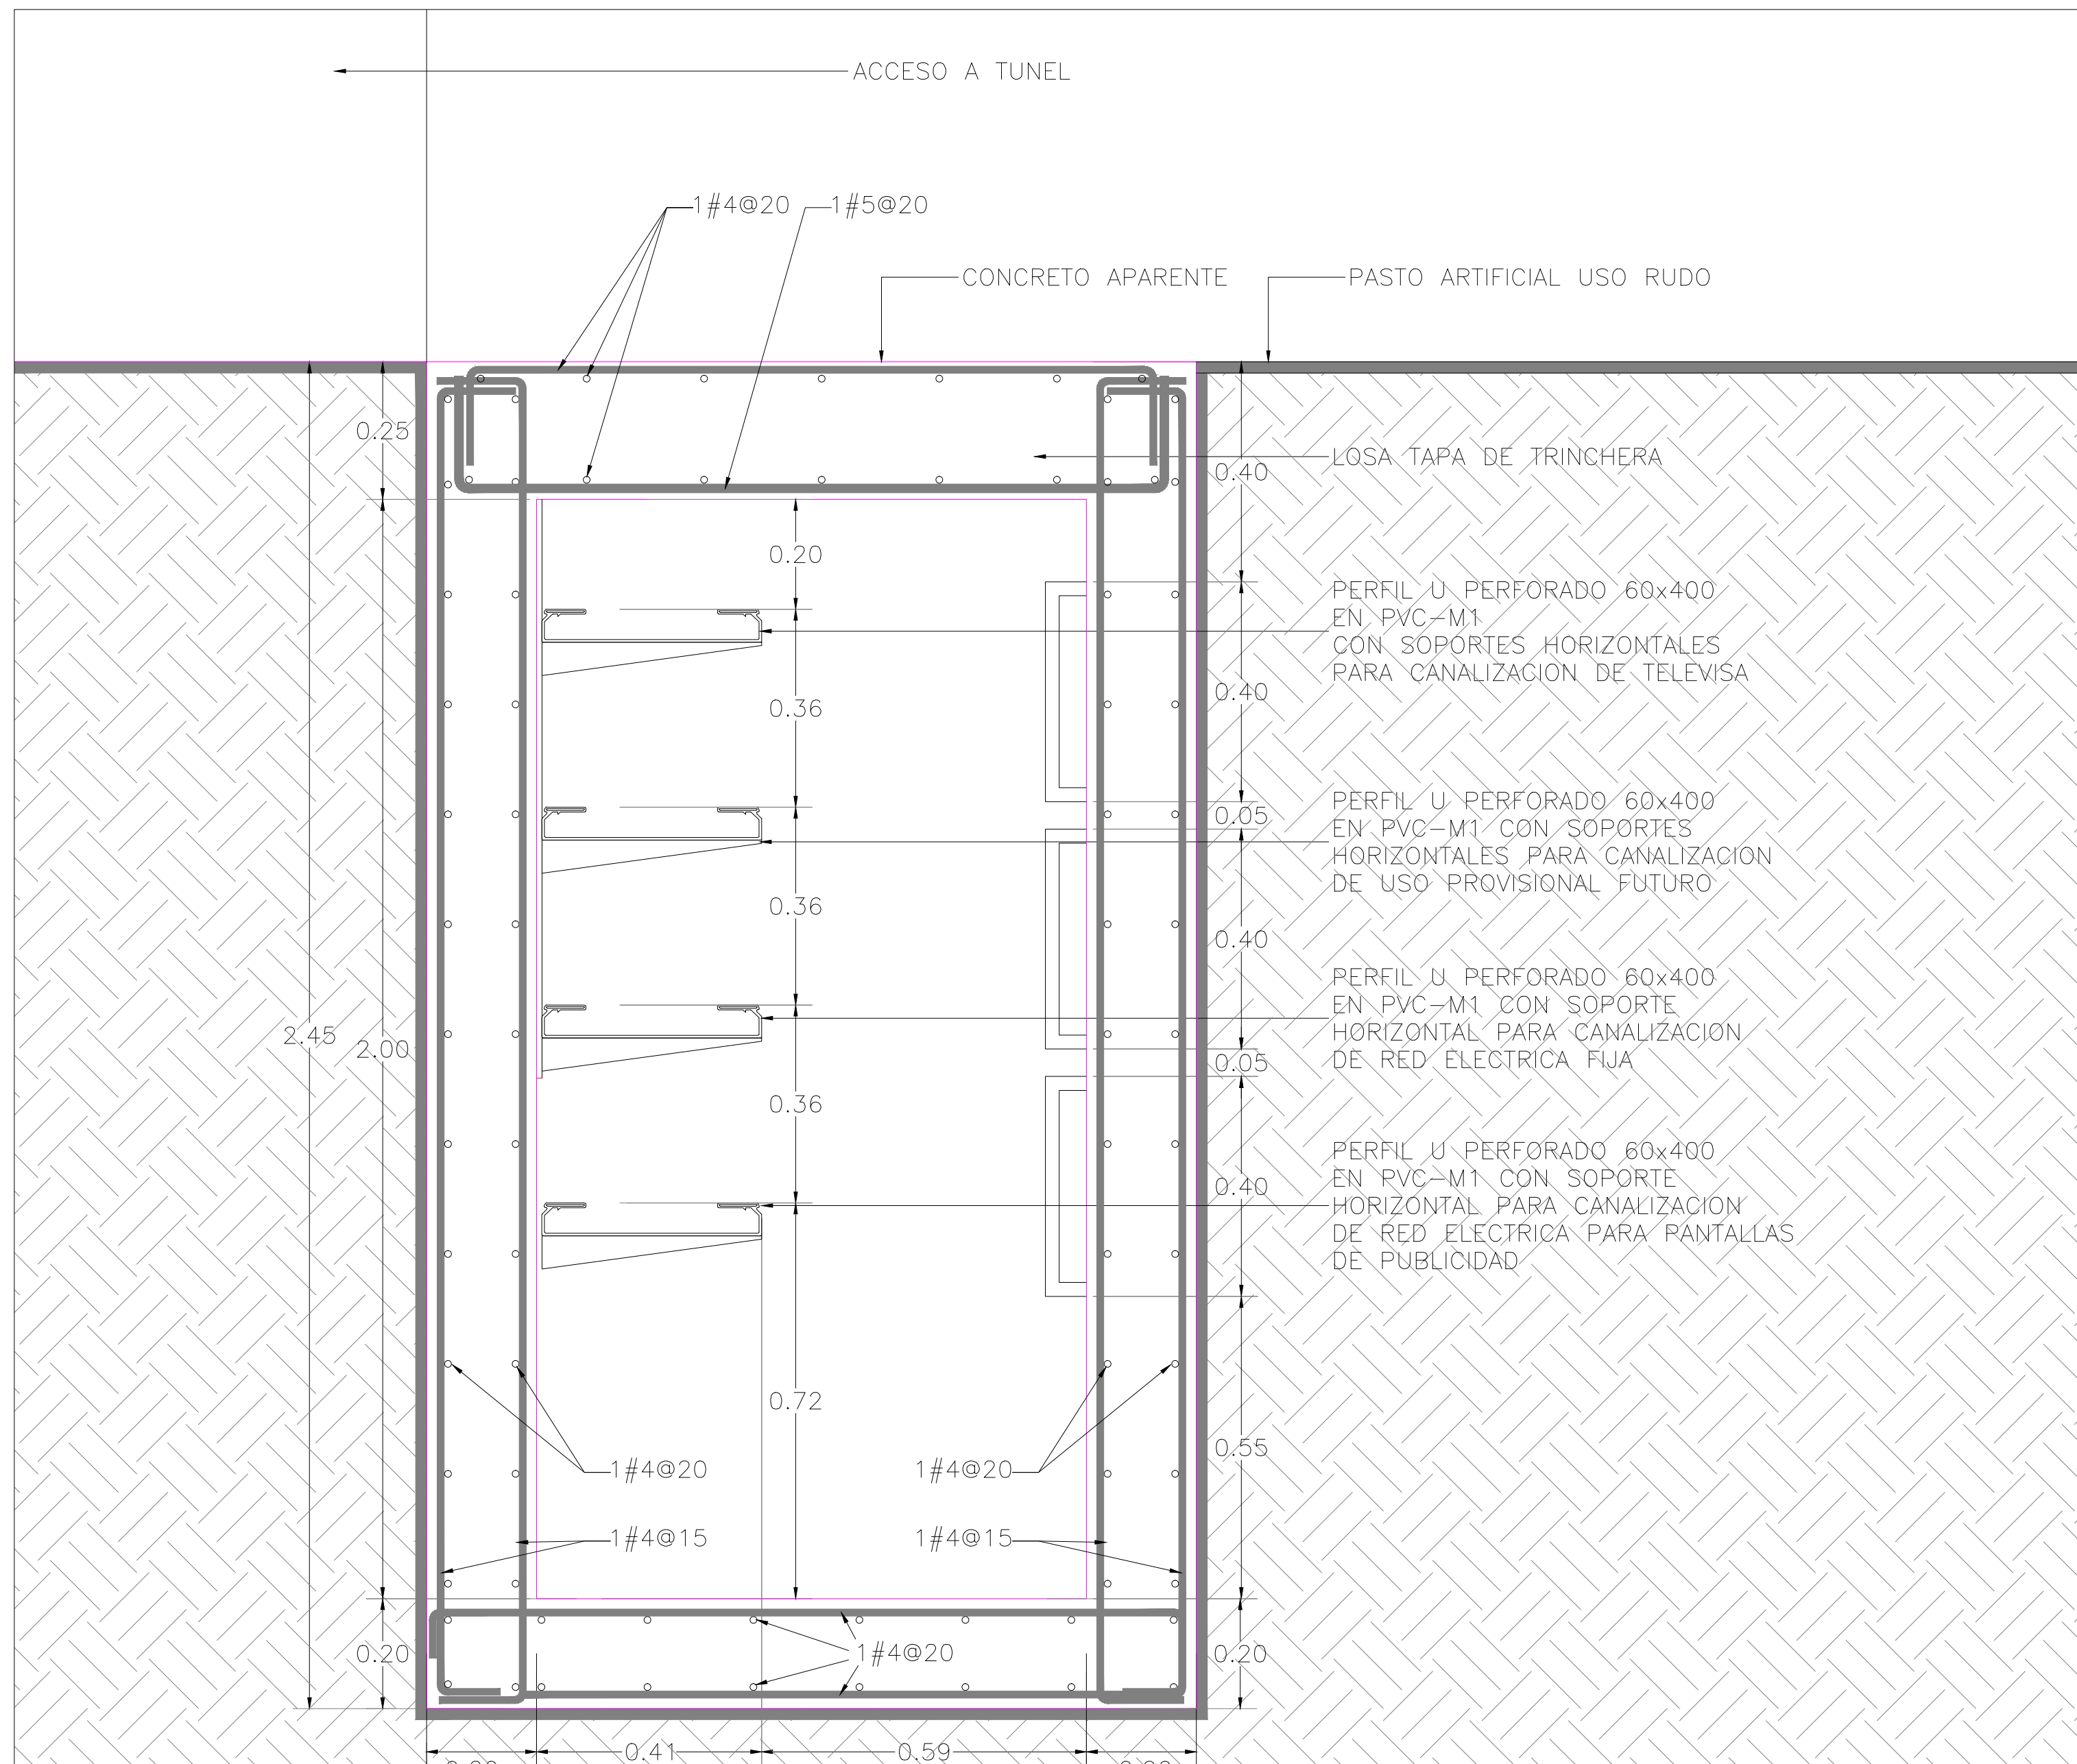 ACCESO A TUNEL
1#4@20
1#5@20
CONCRETO APARENTE
PASTO ARTIFICIAL USO RUDO
0.25
LOSA TAPA DE TRINCHERA
0.40
0.20
PERFIL U PERFORADO 60x400
EN PVC-M1
CON SOPORTES HORIZONTALES
PARA CANALIZACION DE TELEVISA
0.40
0.36
PERFIL U PERFORADO 60x400
EN PVC-M1 CON SOPORTES
HORIZONTALES PARA CANALIZACION
DE USO PROVISIONAL FUTURO
0.05
0.36
0.40
PERFIL U PERFORADO 60x400
EN PVC-M1 CON SOPORTE
HORIZONTAL PARA CANALIZACION
DE RED ELECTRICA FIJA
2.45
2.00
0.05
0.36
PERFIL U PERFORADO 60x400
EN PVC-M1 CON SOPORTE
HORIZONTAL PARA CANALIZACION
DE RED ELECTRICA PARA PANTALLAS
DE PUBLICIDAD
0.40
0.72
0.55
1#4@20
1#4@20
1#4@15
1#4@15
0.20
1#4@20
0.20
0.41
0.59